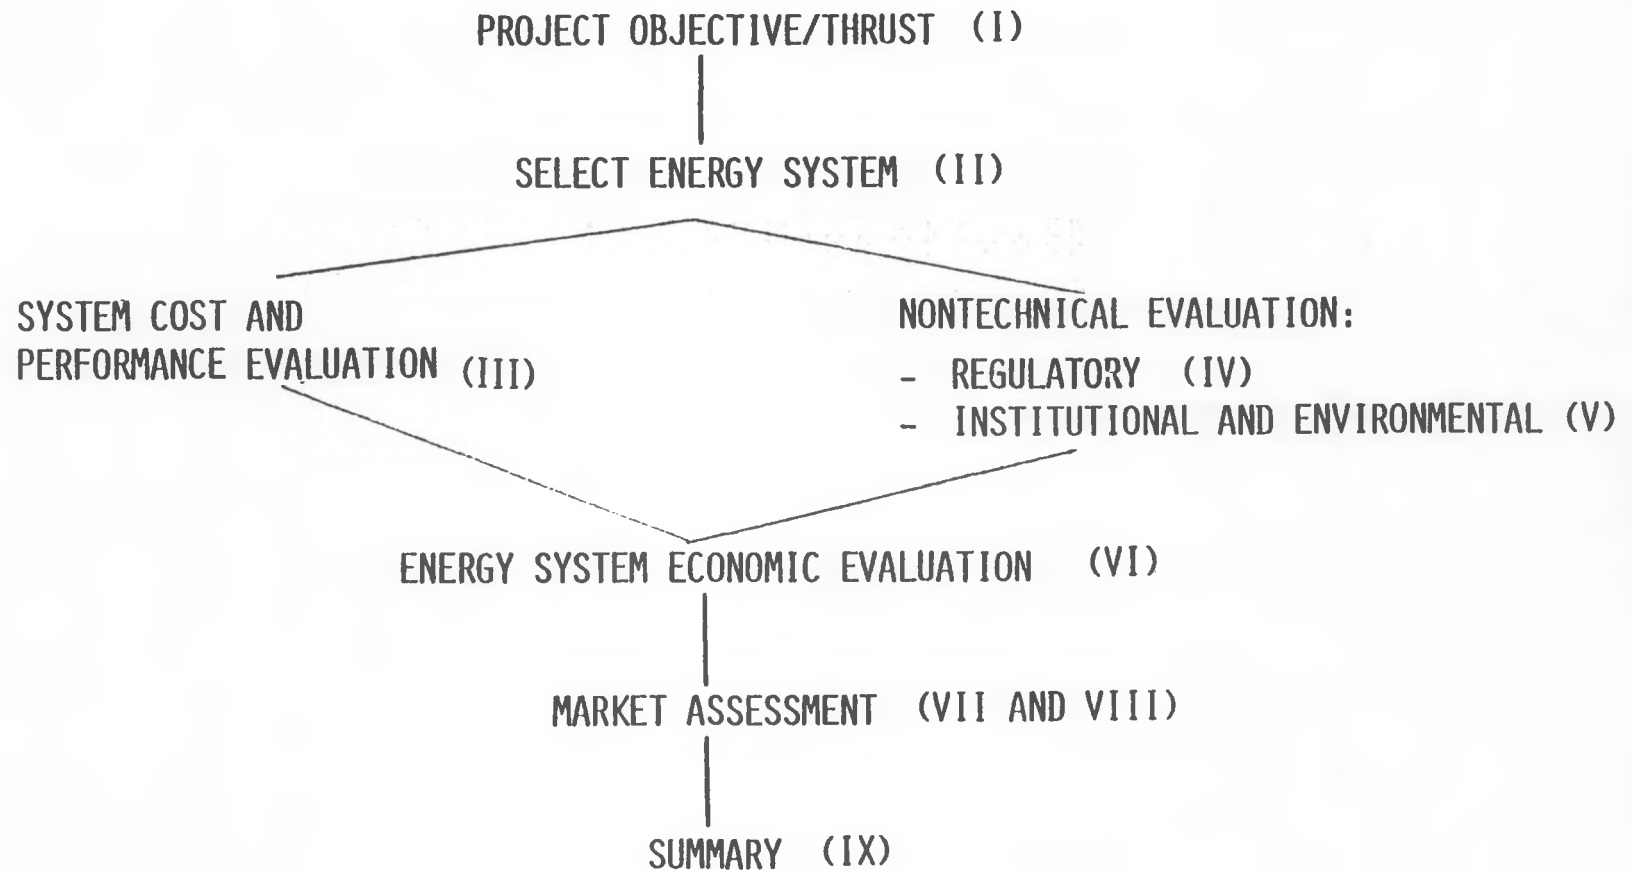 PROJECT OBJECTIVE/THRUST (I)
SELECT ENERGY SYSTEM (II)
SYSTEM COST AND
PERFORMANCE EVALUATION (III)
NONTECHNICAL EVALUATION:
- REGULATORY (IV)
- INSTITUTIONAL AND ENVIRONMENTAL (V)
ENERGY SYSTEM ECONOMIC EVALUATION (VI)
MARKET ASSESSMENT (VII AND VIII)
SUMMARY (IX)